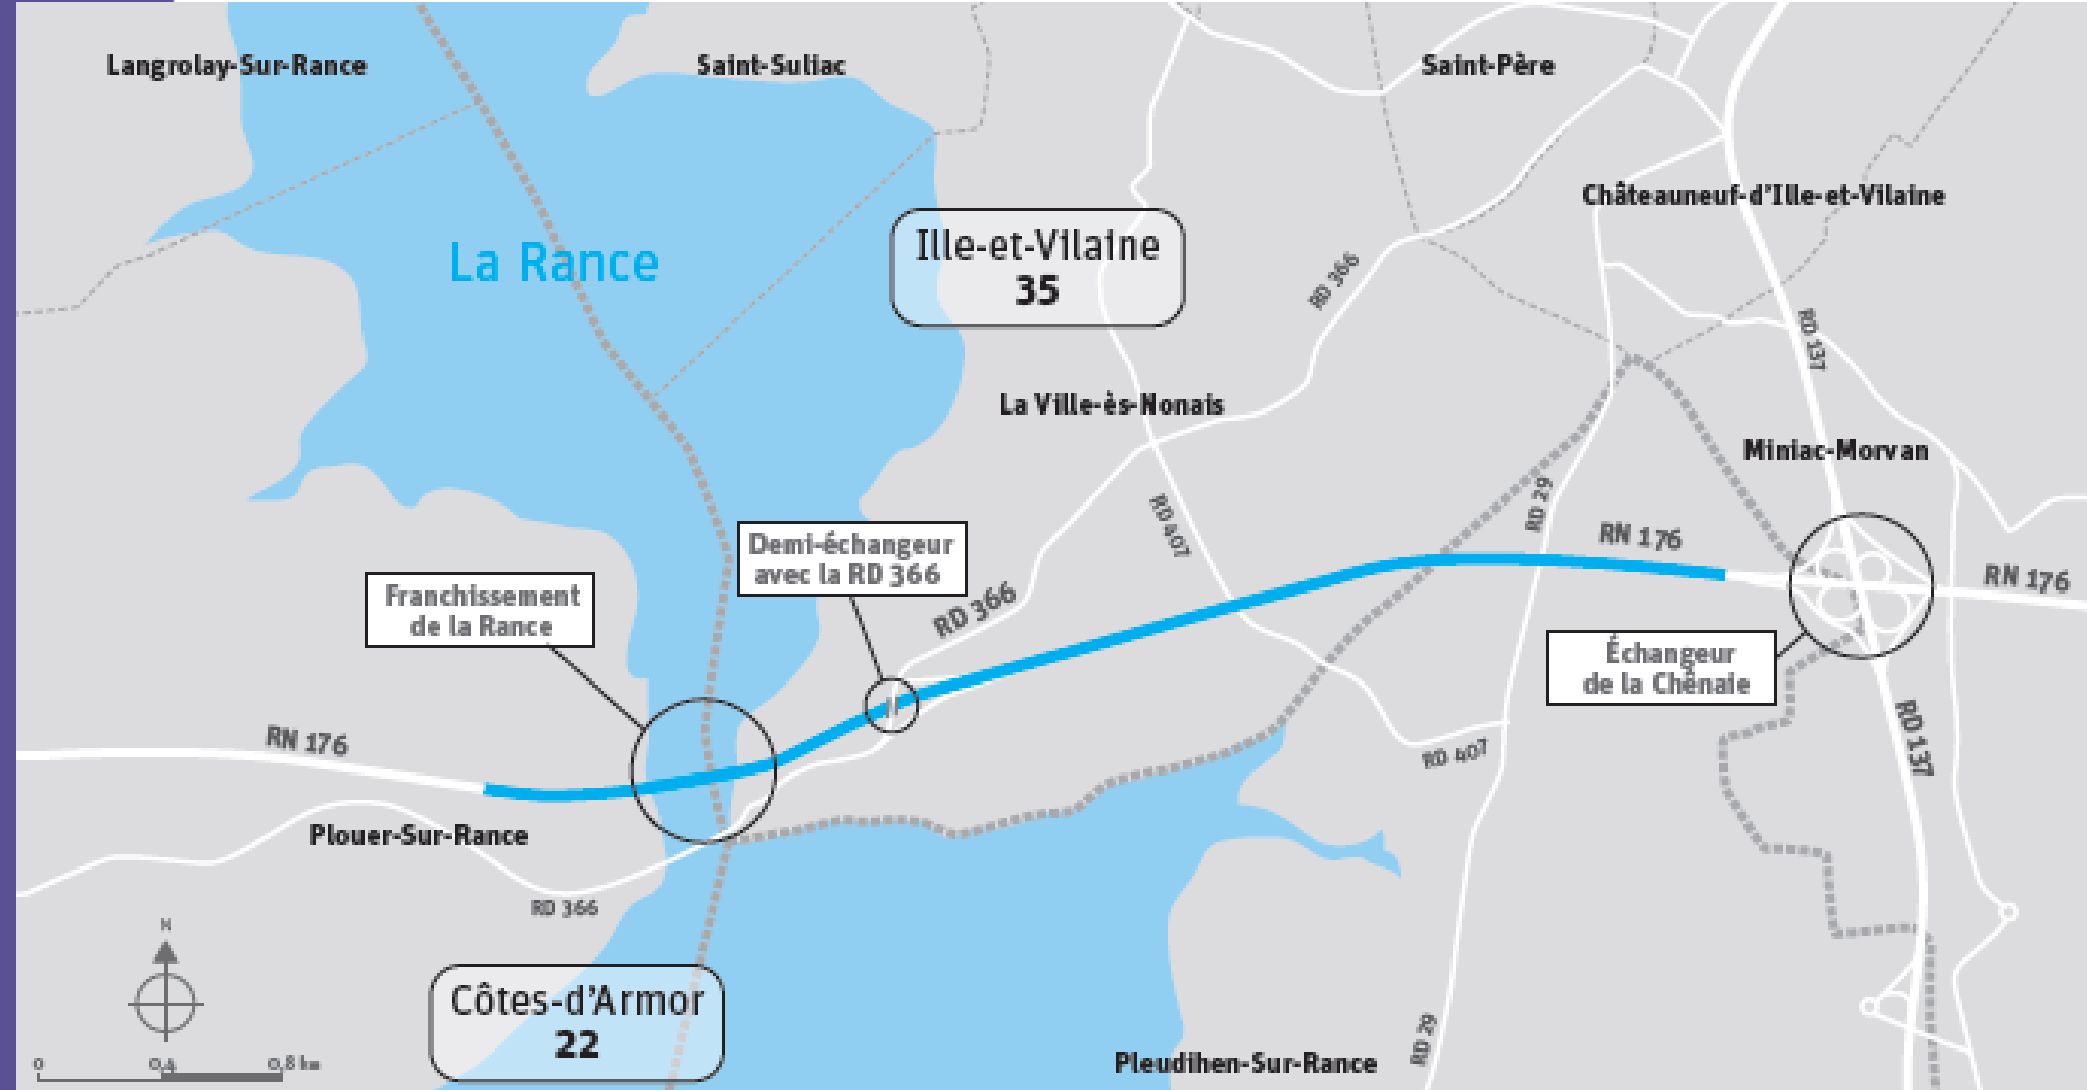 Langrolay-Sur-Rance
Saint-Suliac
Saint-Père
Châteauneuf-d'Ille-et-Vilaine
La Rance
Ille-et-Vilaine
35
RD 366
RD 137
La Ville-ès-Nonais
Miniac-Morvan
RD 407
RD 29
RN 176
Demi-échangeur
avec la RD 366
RN 176
Franchissement
de la Rance
RD 366
Échangeur
de la Chênaie
RN 176
RD 407
RD 137
Plouer-Sur-Rance
RD 366
N
Côtes-d'Armor
22
RD 29
Pleudihen-Sur-Rance
0 0,4 0,8 km